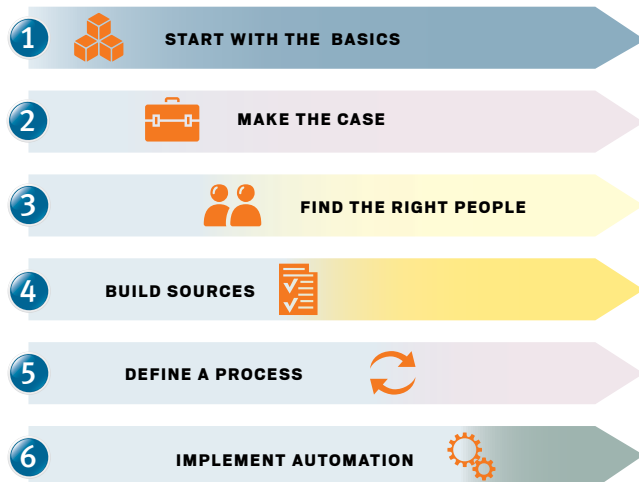 1 START WITH THE BASICS
2 MAKE THE CASE
3 FIND THE RIGHT PEOPLE
4 BUILD SOURCES
5 DEFINE A PROCESS
6 IMPLEMENT AUTOMATION